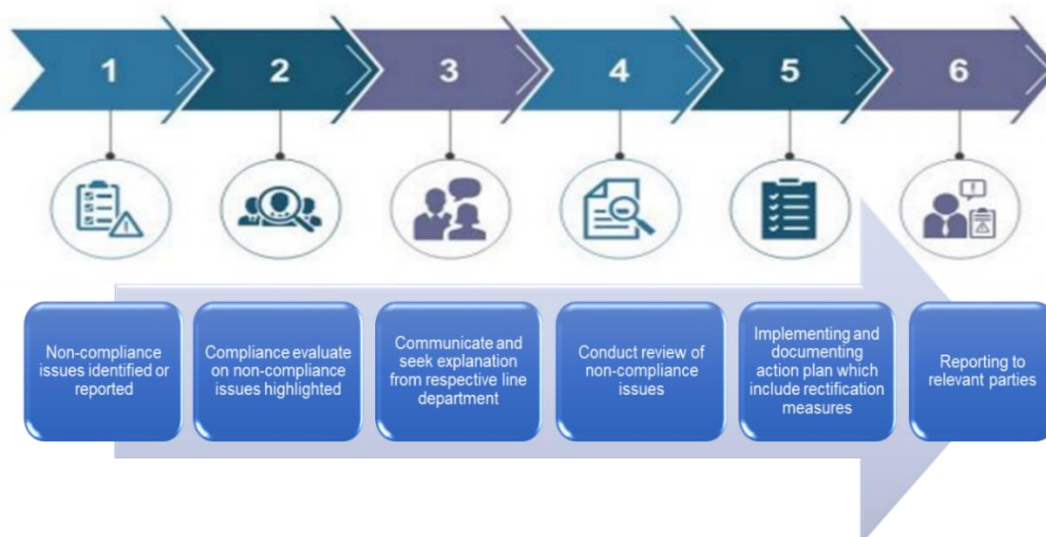 1 2 3 4 5 6
Non-compliance
issues identified or
reported
Compliance evaluate
on non-compliance
issues highlighted
Communicate and
seek explanation
from respective line
department
Conduct review of
non-compliance
issues
Implementing and
documenting
action plan which
include rectification
measures
Reporting to
relevant parties